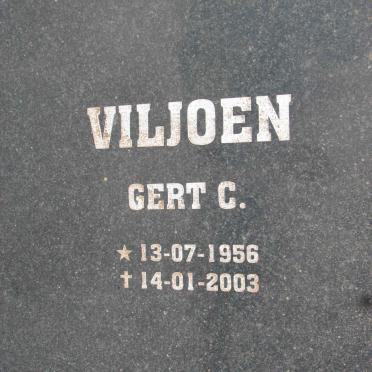 VILJOEN
GERT C.
★ 13-07-1956
✝ 14-01-2003